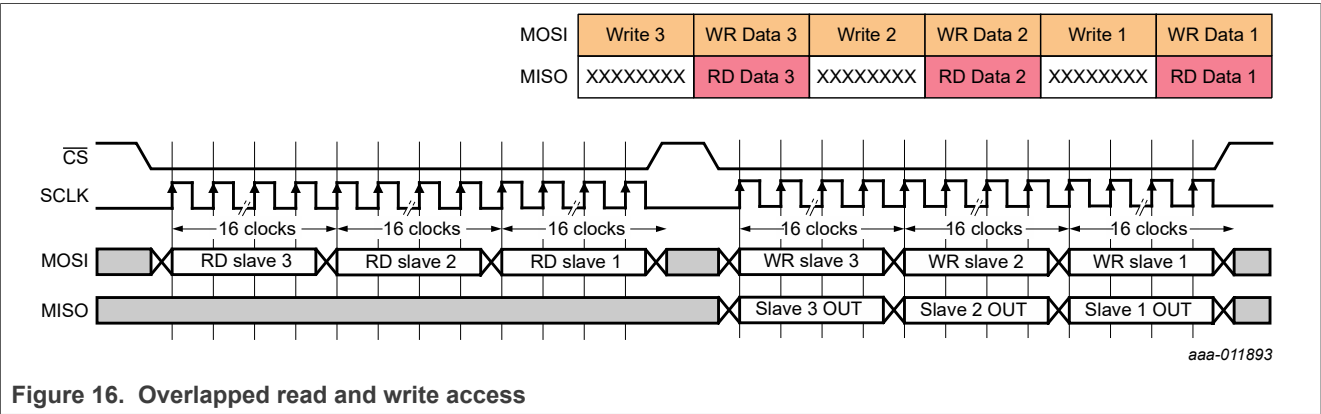 MOSI Write 3 WR Data 3 Write 2 WR Data 2 Write 1 WR Data 1
MISO XXXXXXXX RD Data 3 XXXXXXXX RD Data 2 XXXXXXXX RD Data 1
CS
SCLK
16 clocks 16 clocks 16 clocks 16 clocks 16 clocks 16 clocks
MOSI RD slave 3 RD slave 2 RD slave 1 WR slave 3 WR slave 2 WR slave 1
MISO Slave 3 OUT Slave 2 OUT Slave 1 OUT
aaa-011893
Figure 16. Overlapped read and write access